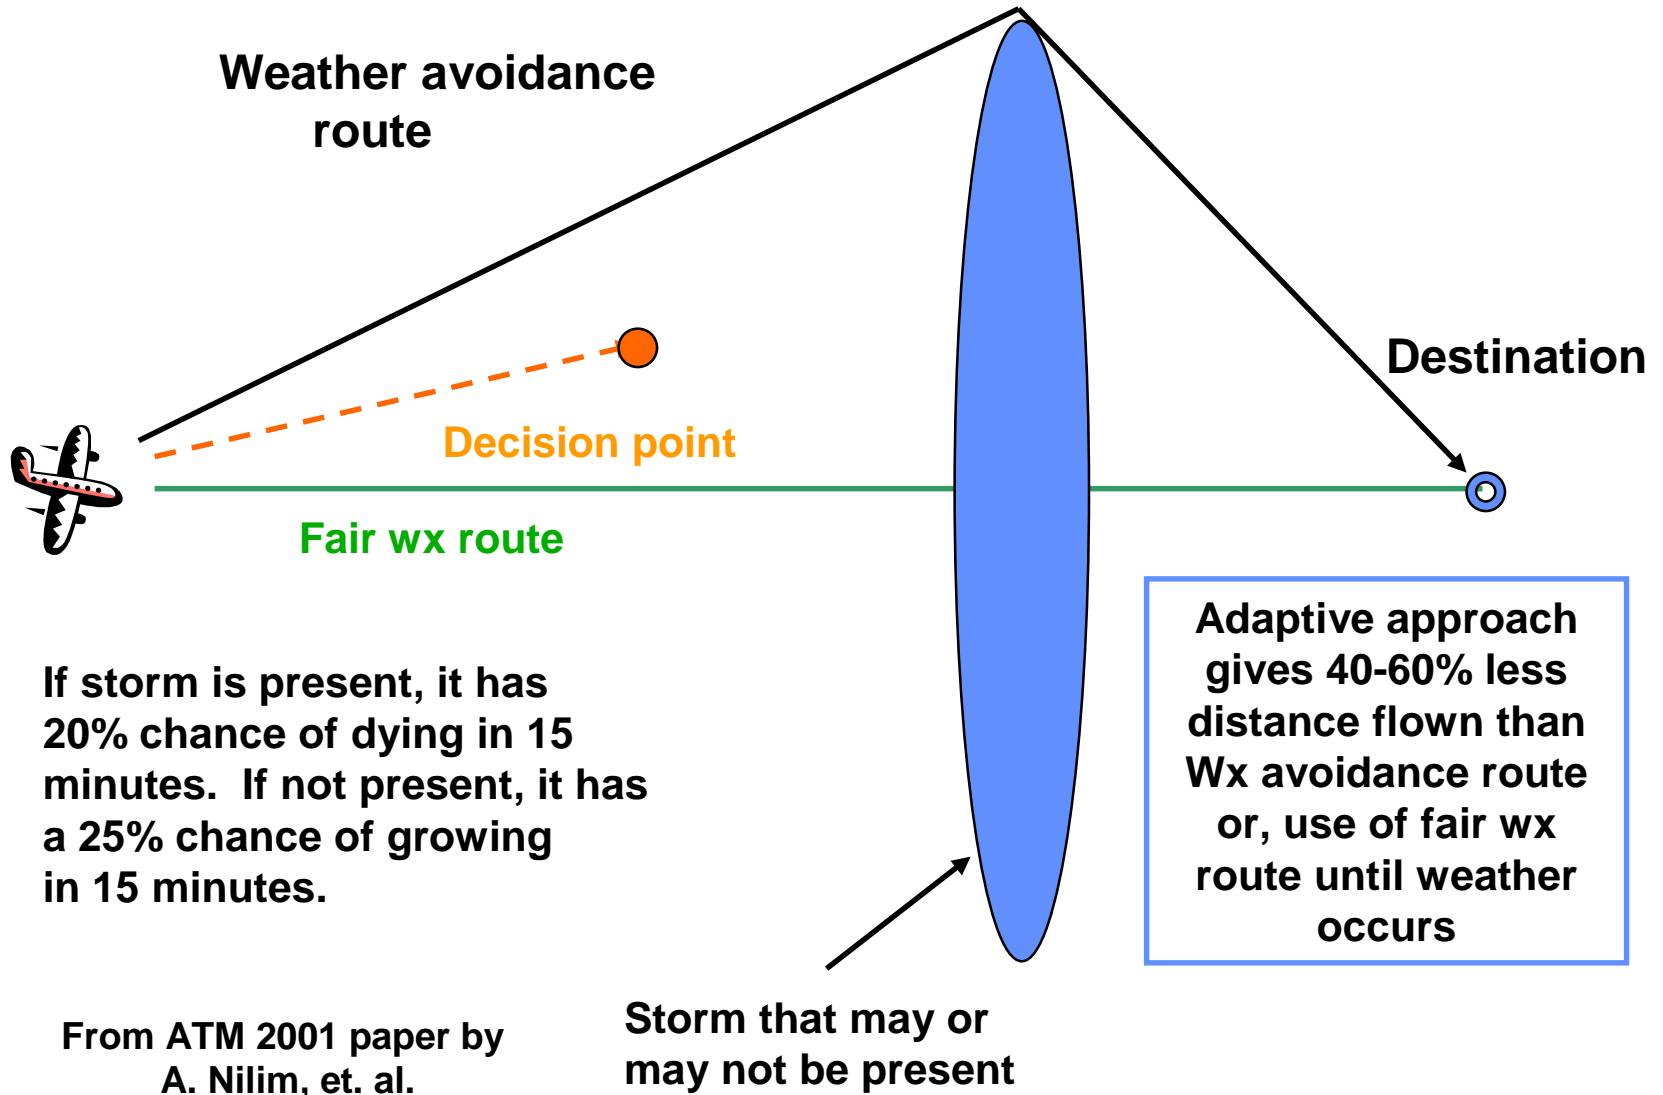 Weather avoidance
route
Destination
Decision point
Fair wx route
If storm is present, it has
20% chance of dying in 15
minutes.  If not present, it has
a 25% chance of growing
in 15 minutes.
Adaptive approach
gives 40-60% less
distance flown than
Wx avoidance route
or, use of fair wx
route until weather
occurs
Storm that may or
may not be present
From ATM 2001 paper by
A. Nilim, et. al.